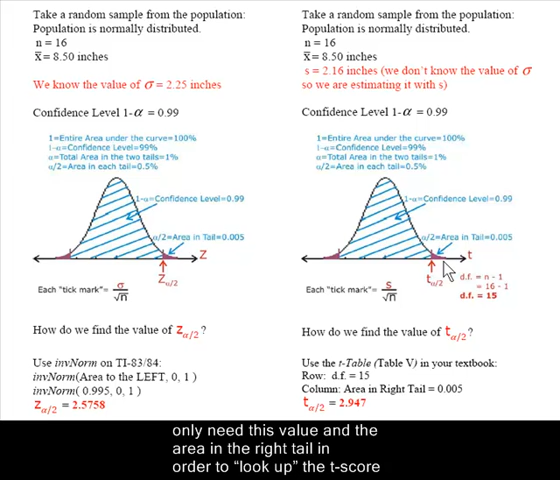 Take a random sample from the population:
Population is normally distributed.
n = 16
x̅ = 8.50 inches
We know the value of σ = 2.25 inches
Confidence Level 1-α = 0.99
1=Entire Area under the curve=100%
1-α=Confidence Level=99%
α=Total Area in the two tails=1%
α/2=Area in each tail=0.5%
1-α=Confidence Level=0.99
α/2=Area in Tail=0.005
Z
Zα/2
Each "tick mark"= σ/√n
How do we find the value of zα/2?
Use invNorm on TI-83/84:
invNorm(Area to the LEFT, 0, 1)
invNorm( 0.995, 0, 1)
zα/2 = 2.5758
Take a random sample from the population:
Population is normally distributed.
n = 16
x̅ = 8.50 inches
s = 2.16 inches (we don't know the value of σ
so we are estimating it with s)
Confidence Level 1-α = 0.99
1=Entire Area under the curve=100%
1-α=Confidence Level=99%
α=Total Area in the two tails=1%
α/2=Area in each tail=0.5%
1-α=Confidence Level=0.99
α/2=Area in Tail=0.005
t
tα/2
d.f. = n - 1
= 16 - 1
d.f. = 15
Each "tick mark"= s/√n
How do we find the value of tα/2?
Use the t-Table (Table V) in your textbook:
Row: d.f. = 15
Column: Area in Right Tail = 0.005
tα/2 = 2.947
only need this value and the
area in the right tail in
order to "look up" the t-score